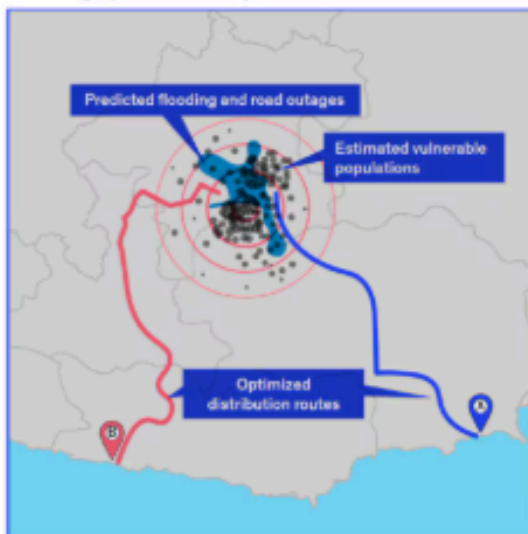 Predicted flooding and road outages
Estimated vulnerable
populations
Optimized
distribution routes
B
A